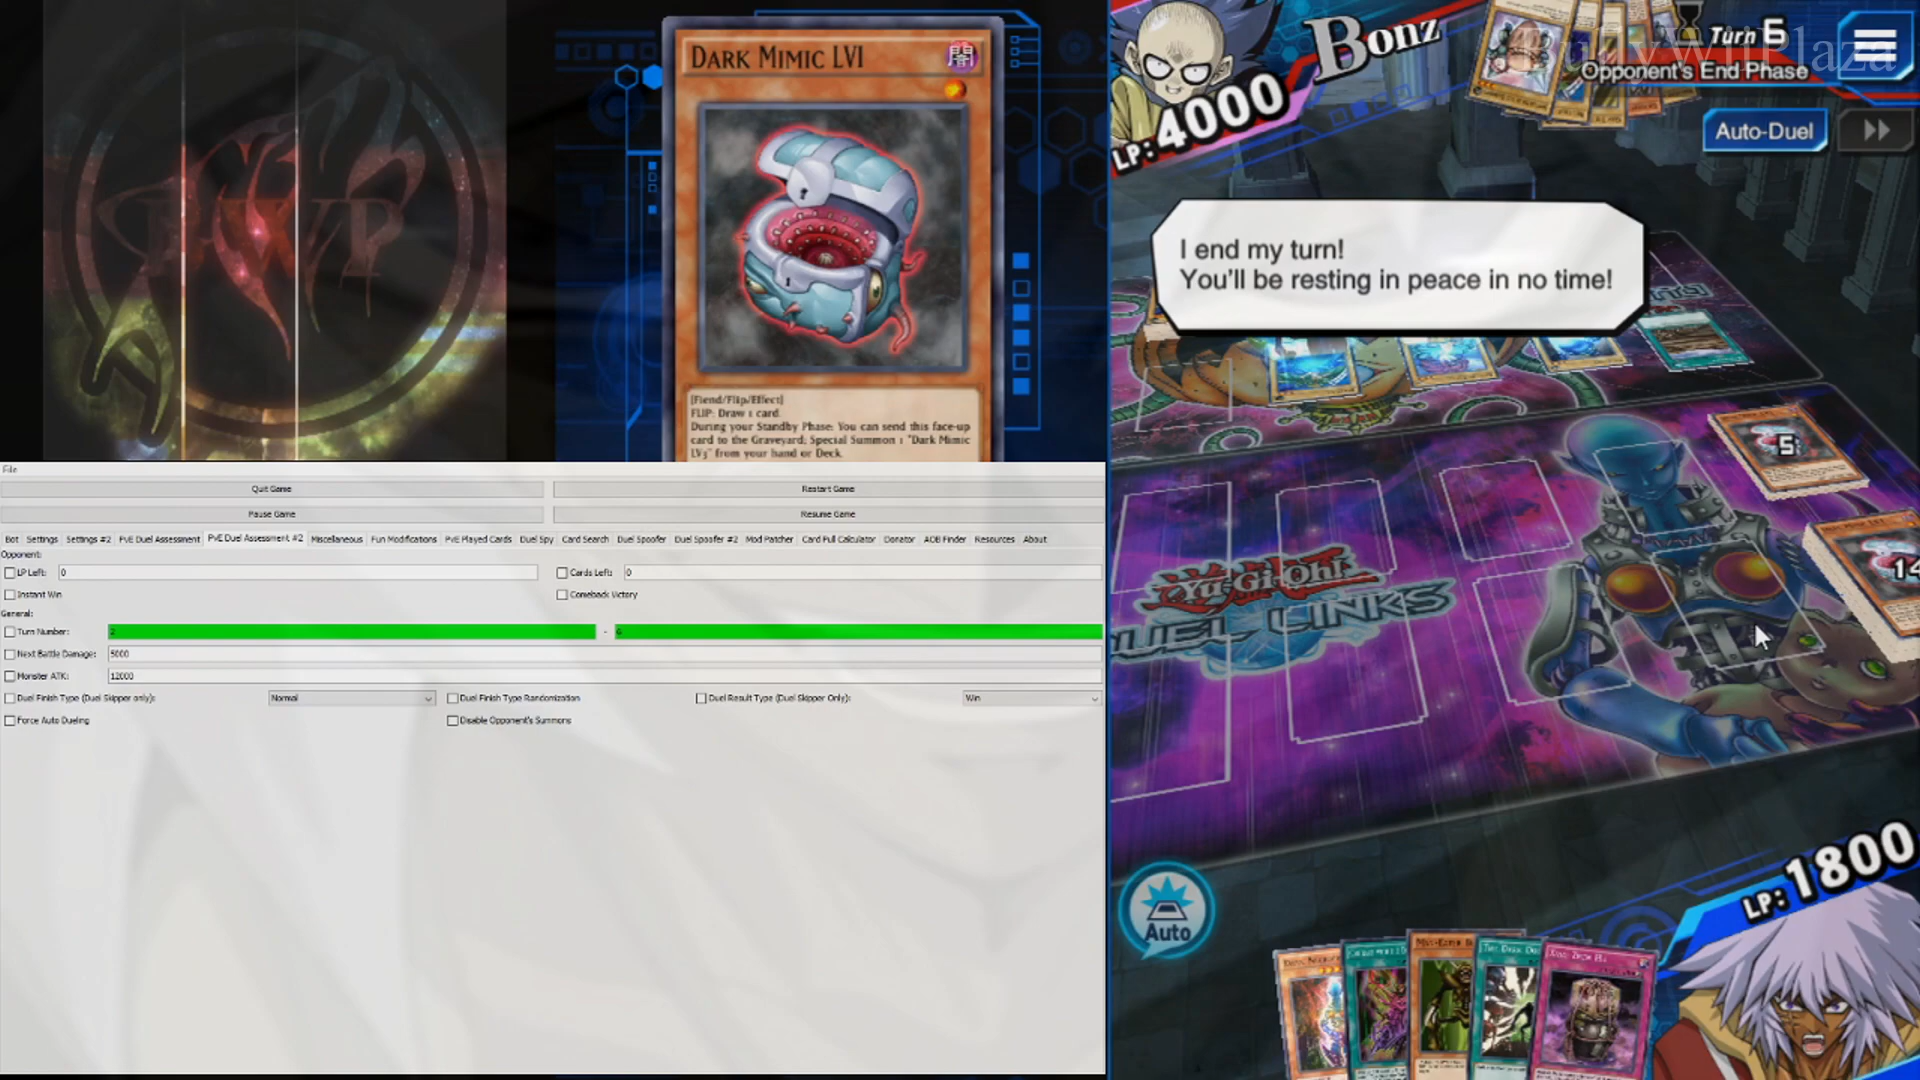 DARK MIMIC LV1
[Fiend/Flip/Effect]
FLIP: Draw 1 card.
During your Standby Phase: You can send this face-up
card to the Graveyard; Special Summon 1 "Dark Mimic
LV3" from your hand or Deck.
Bonz
LP: 4000
Turn 6
Opponent's End Phase
Auto-Duel
I end my turn!
You'll be resting in peace in no time!
5
14
Yu-Gi-Oh!
DUEL LINKS
Auto
LP: 1800
File
Quit Game
Restart Game
Pause Game
Resume Game
Bot Settings Settings #2 PvE Duel Assessment PvE Duel Assessment #2 Miscellaneous Fun Modifications PvE Played Cards Duel Spy Card Search Duel Spoofer Duel Spoofer #2 Mod Patcher Card Full Calculator Donator AOB Finder Resources About
Opponent:
LP Left: 0
Cards Left: 0
Instant Win
Comeback Victory
General:
Turn Number: 2 - 6
Next Battle Damage: 5000
Monster ATK: 12000
Duel Finish Type (Duel Skipper only): Normal
Duel Finish Type Randomization
Duel Result Type (Duel Skipper Only): Win
Force Auto Dueling
Disable Opponent's Summons